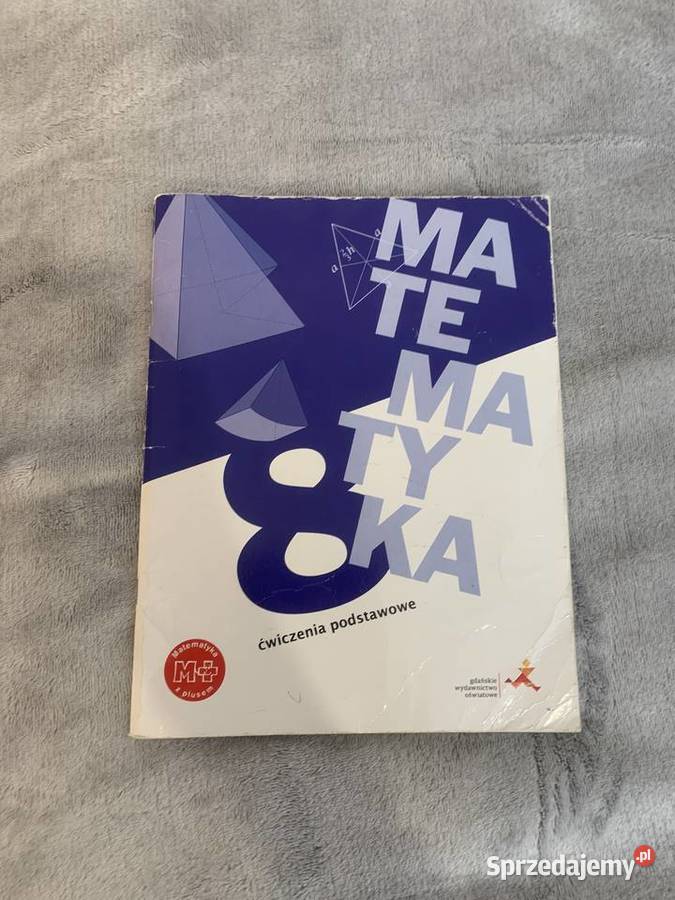 MA
TE
MA
TY
KA
8
a
a
ćwiczenia podstawowe
Matematyka
M+
z plusem
gdańskie
wydawnictwo
oświatowe
Sprzedajemy.pl